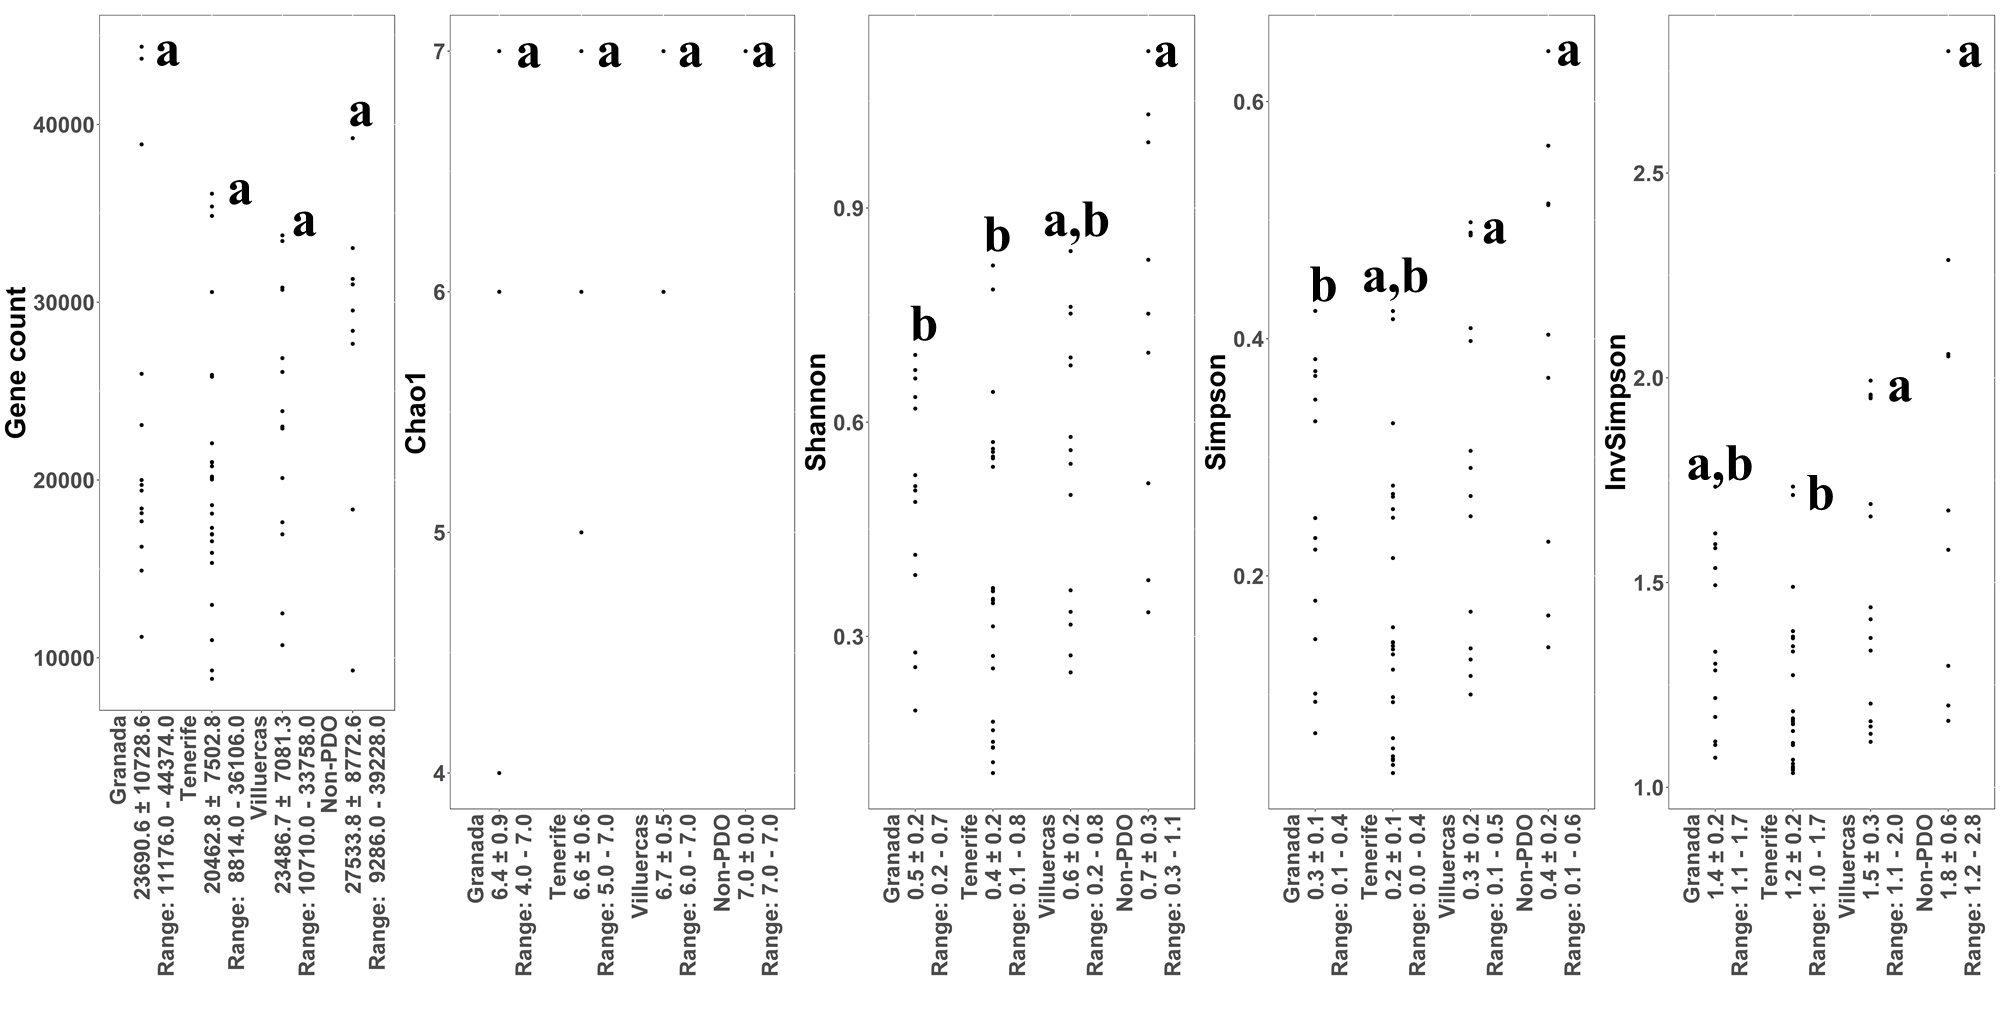 Gene count
40000
30000
20000
10000
a
a
a
a
Granada
23690.6 ± 10728.6
Range: 11176.0 - 44374.0
Tenerife
20462.8 ± 7502.8
Range: 8814.0 - 36106.0
Villuercas
23486.7 ± 7081.3
Range: 10710.0 - 33758.0
Non-PDO
27533.8 ± 8772.6
Range: 9286.0 - 39228.0
Chao1
7
6
5
4
a
a
a
a
Granada
6.4 ± 0.9
Range: 4.0 - 7.0
Tenerife
6.6 ± 0.6
Range: 5.0 - 7.0
Villuercas
6.7 ± 0.5
Range: 6.0 - 7.0
Non-PDO
7.0 ± 0.0
Range: 7.0 - 7.0
Shannon
0.9
0.6
0.3
b
b
a,b
a
Granada
0.5 ± 0.2
Range: 0.2 - 0.7
Tenerife
0.4 ± 0.2
Range: 0.1 - 0.8
Villuercas
0.6 ± 0.2
Range: 0.2 - 0.8
Non-PDO
0.7 ± 0.3
Range: 0.3 - 1.1
Simpson
0.6
0.4
0.2
b
a,b
a
a
Granada
0.3 ± 0.1
Range: 0.1 - 0.4
Tenerife
0.2 ± 0.1
Range: 0.0 - 0.4
Villuercas
0.3 ± 0.2
Range: 0.1 - 0.5
Non-PDO
0.4 ± 0.2
Range: 0.1 - 0.6
InvSimpson
2.5
2.0
1.5
1.0
a,b
b
a
a
Granada
1.4 ± 0.2
Range: 1.1 - 1.7
Tenerife
1.2 ± 0.2
Range: 1.0 - 1.7
Villuercas
1.5 ± 0.3
Range: 1.1 - 2.0
Non-PDO
1.8 ± 0.6
Range: 1.2 - 2.8